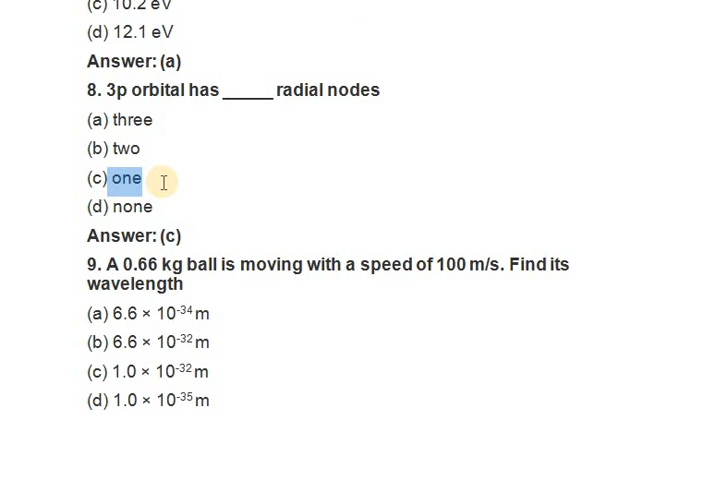 (c) 10.2 eV
(d) 12.1 eV
Answer: (a)
8. 3p orbital has ______ radial nodes
(a) three
(b) two
(c) one
(d) none
Answer: (c)
9. A 0.66 kg ball is moving with a speed of 100 m/s. Find its
wavelength
(a) 6.6 × 10⁻³⁴ m
(b) 6.6 × 10⁻³² m
(c) 1.0 × 10⁻³² m
(d) 1.0 × 10⁻³⁵ m